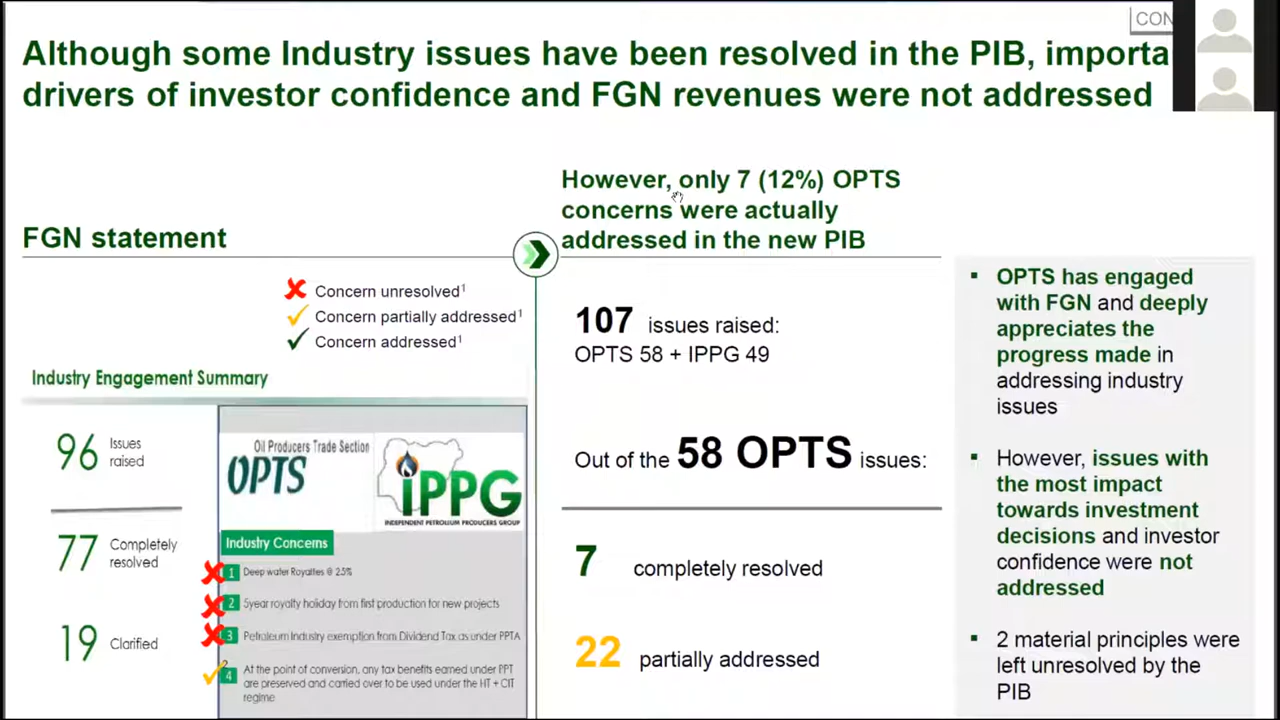 CON
Although some Industry issues have been resolved in the PIB, importa
drivers of investor confidence and FGN revenues were not addressed
FGN statement
Concern unresolved¹
Concern partially addressed¹
Concern addressed¹
Industry Engagement Summary
96 Issues raised
77 Completely resolved
19 Clarified
Oil Producers Trade Section
OPTS
iPPG
INDEPENDENT PETROLEUM PRODUCERS GROUP
Industry Concerns
1 Deep water Royalties @ 2.5%
2 5year royalty holiday from first production for new projects
3 Petroleum Industry exemption from Dividend Tax as under PPTA
4 At the point of conversion, any tax benefits earned under PPT
are preserved and carried over to be used under the HT + CIT
regime
However, only 7 (12%) OPTS
concerns were actually
addressed in the new PIB
107 issues raised:
OPTS 58 + IPPG 49
Out of the 58 OPTS issues:
7 completely resolved
22 partially addressed
▪ OPTS has engaged
with FGN and deeply
appreciates the
progress made in
addressing industry
issues
▪ However, issues with
the most impact
towards investment
decisions and investor
confidence were not
addressed
▪ 2 material principles were
left unresolved by the
PIB